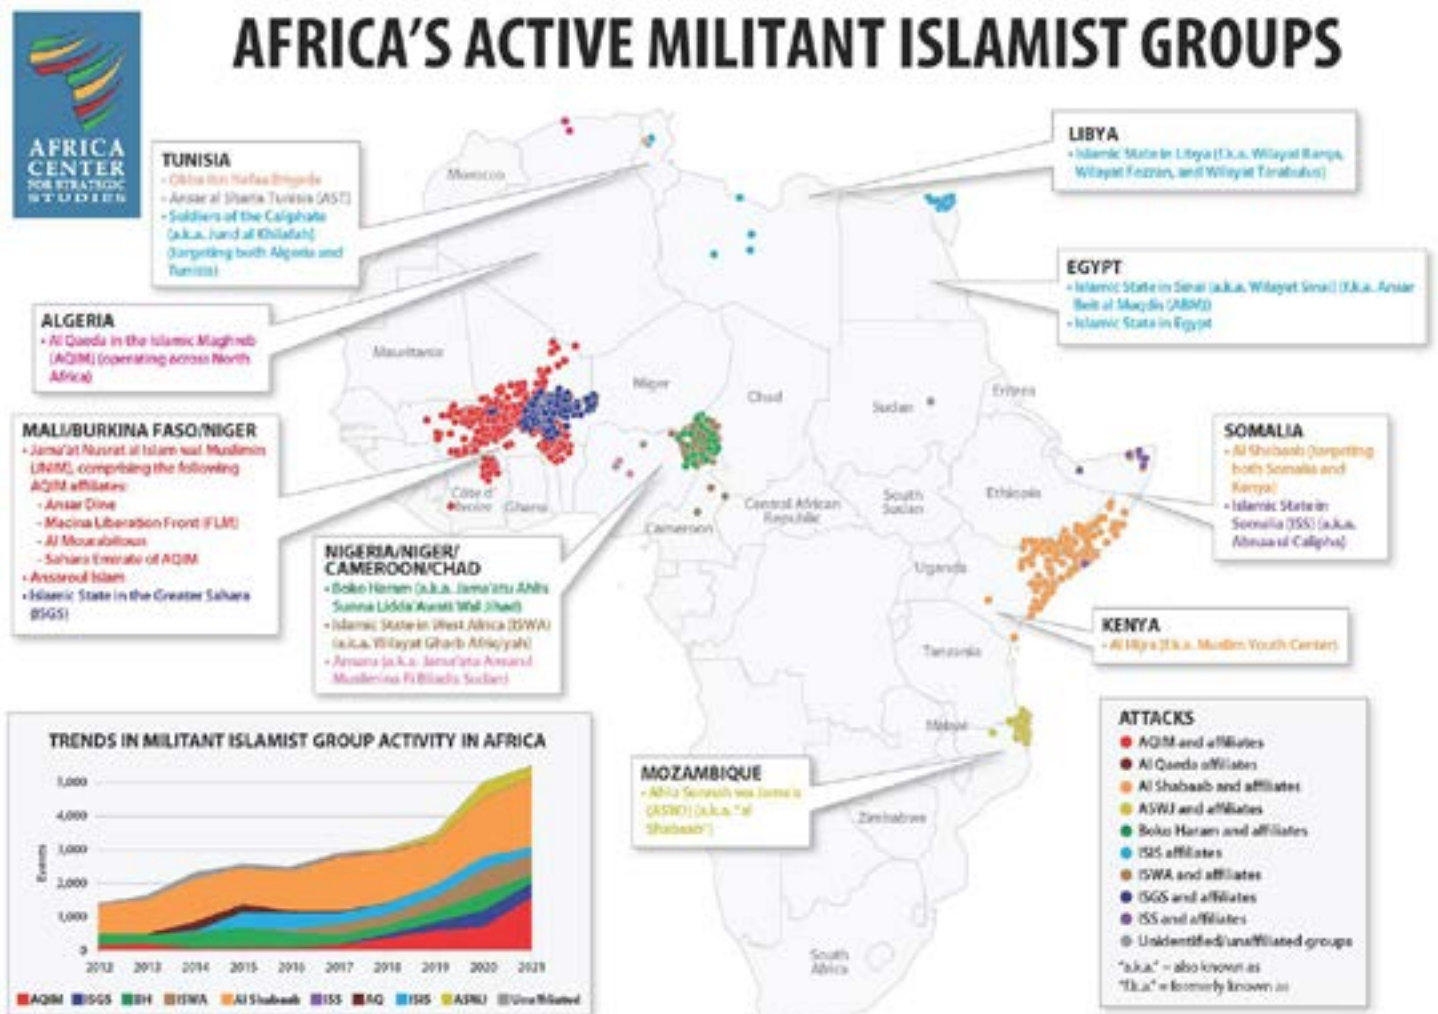 AFRICA'S ACTIVE MILITANT ISLAMIST GROUPS
AFRICA
CENTER
FOR STRATEGIC
STUDIES
TUNISIA
- Okba Ibn Nafaa Brigade
- Ansar al Sharia Tunisia (AST)
• Soldiers of the Caliphate
(a.k.a. Jund al Khilafah)
(targeting both Algeria and
Tunisia)
LIBYA
• Islamic State in Libya (f.k.a. Wilayat Barqa,
Wilayat Fezzan, and Wilayat Tarabulus)
EGYPT
• Islamic State in Sinai (a.k.a. Wilayat Sinai) (f.k.a. Ansar
Beit al Maqdis (ABM))
• Islamic State in Egypt
ALGERIA
• Al Qaeda in the Islamic Maghreb
(AQIM) (operating across North
Africa)
MALI/BURKINA FASO/NIGER
• Jama'at Nusrat al Islam wal Muslimin
(JNIM), comprising the following
AQIM affiliates:
- Ansar Dine
- Macina Liberation Front (FLM)
- Al Mourabitoun
- Sahara Emirate of AQIM
• Ansaroul Islam
• Islamic State in the Greater Sahara
(ISGS)
NIGERIA/NIGER/
CAMEROON/CHAD
• Boko Haram (a.k.a. Jama'atu Ahlis
Sunna Lidda'Awati Wal Jihad)
• Islamic State in West Africa (ISWA)
(a.k.a. Wilayat Gharb Afriqiyah)
• Ansaru (a.k.a. Jama'atu Ansarul
Muslimina Fi Biladis Sudan)
SOMALIA
• Al Shabaab (targeting
both Somalia and
Kenya)
• Islamic State in
Somalia (ISS) (a.k.a.
Abnaa ul Calipha)
KENYA
• Al Hijra (f.k.a. Muslim Youth Center)
MOZAMBIQUE
• Ahlu Sunnah wa Jama'a
(ASWJ) (a.k.a. "al
Shabaab")
Morocco
Mauritania
Niger
Chad
Sudan
Eritrea
Côte d'
Ivoire
Ghana
Cameroon
Central African
Republic
South
Sudan
Ethiopia
Uganda
Tanzania
Malawi
Zimbabwe
South
Africa
TRENDS IN MILITANT ISLAMIST GROUP ACTIVITY IN AFRICA
Events
5,000
4,000
3,000
2,000
1,000
0
2012 2013 2014 2015 2016 2017 2018 2019 2020 2021
AQIM ISGS BH ISWA Al Shabaab ISS AQ ISIS ASWJ Unaffiliated
ATTACKS
AQIM and affiliates
Al Qaeda affiliates
Al Shabaab and affiliates
ASWJ and affiliates
Boko Haram and affiliates
ISIS affiliates
ISWA and affiliates
ISGS and affiliates
ISS and affiliates
Unidentified/unaffiliated groups
"a.k.a." = also known as
"f.k.a." = formerly known as